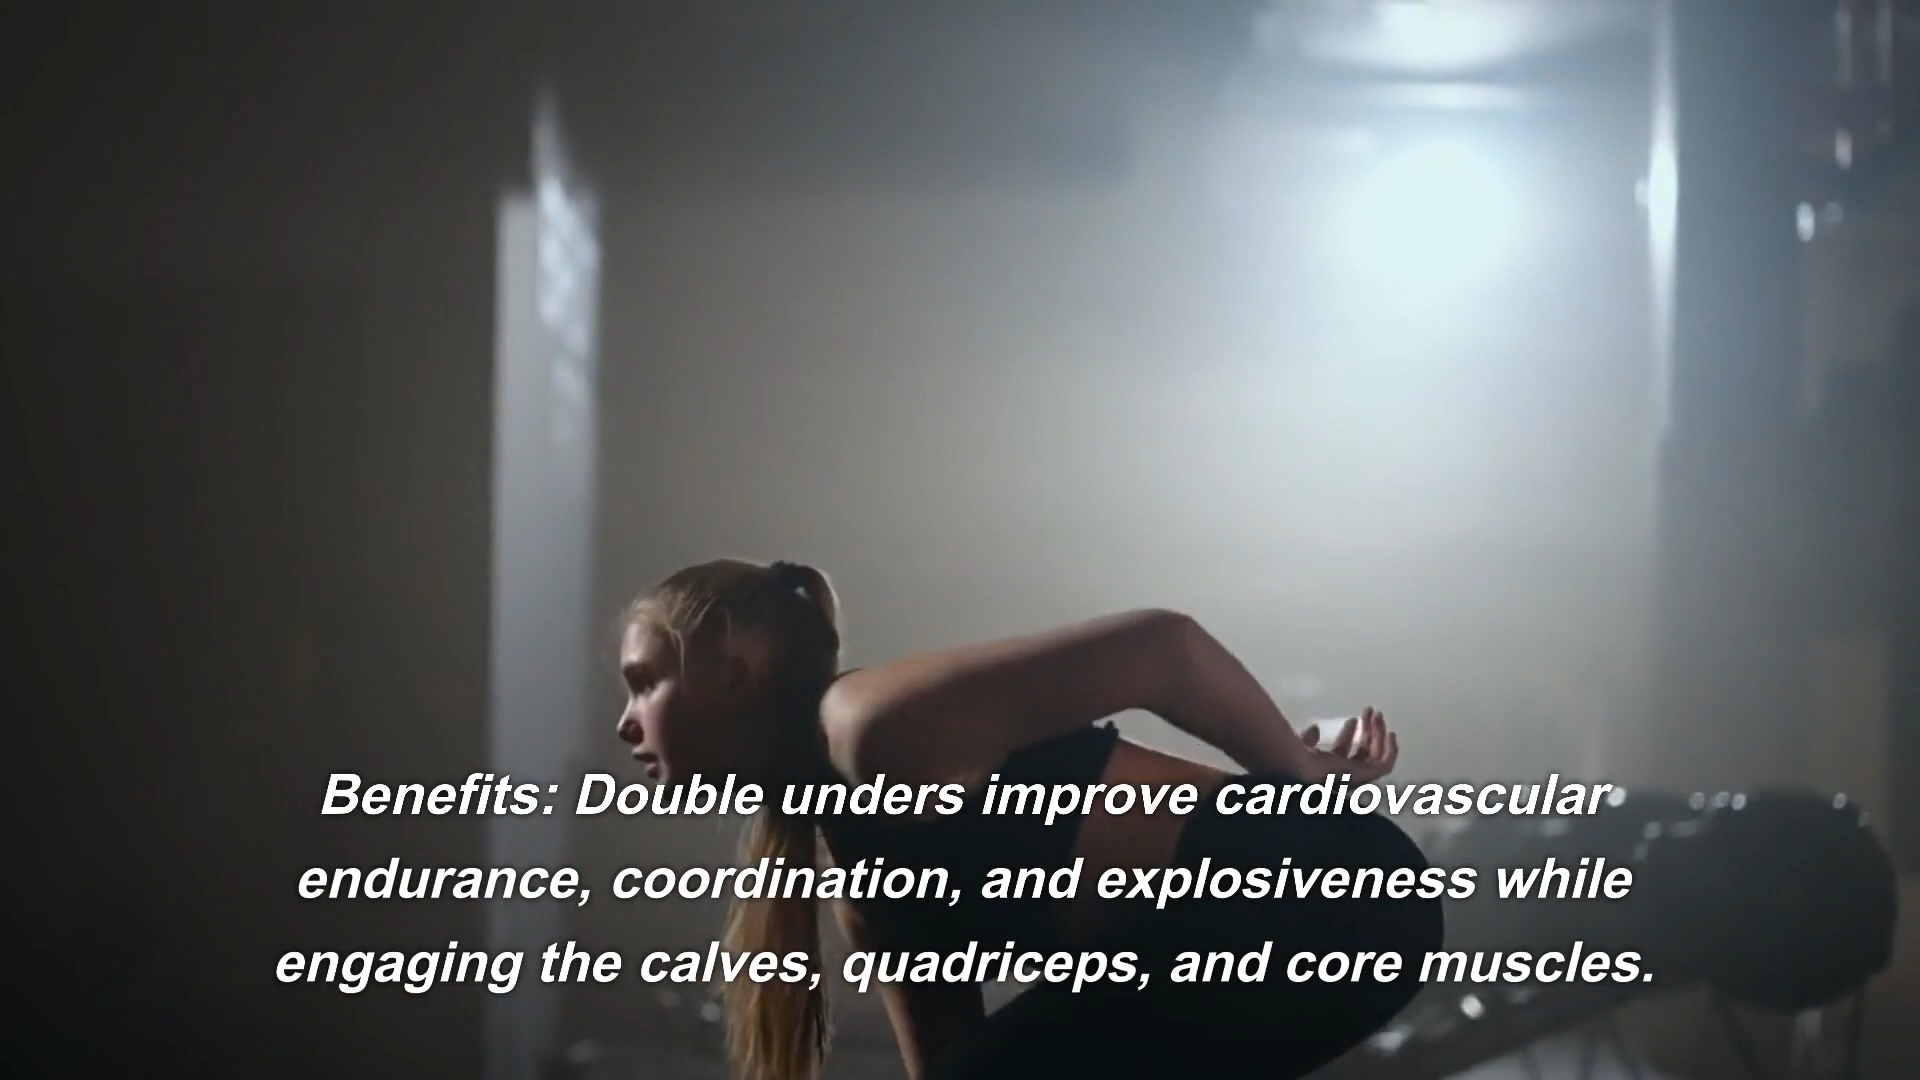 Benefits: Double unders improve cardiovascular
endurance, coordination, and explosiveness while
engaging the calves, quadriceps, and core muscles.